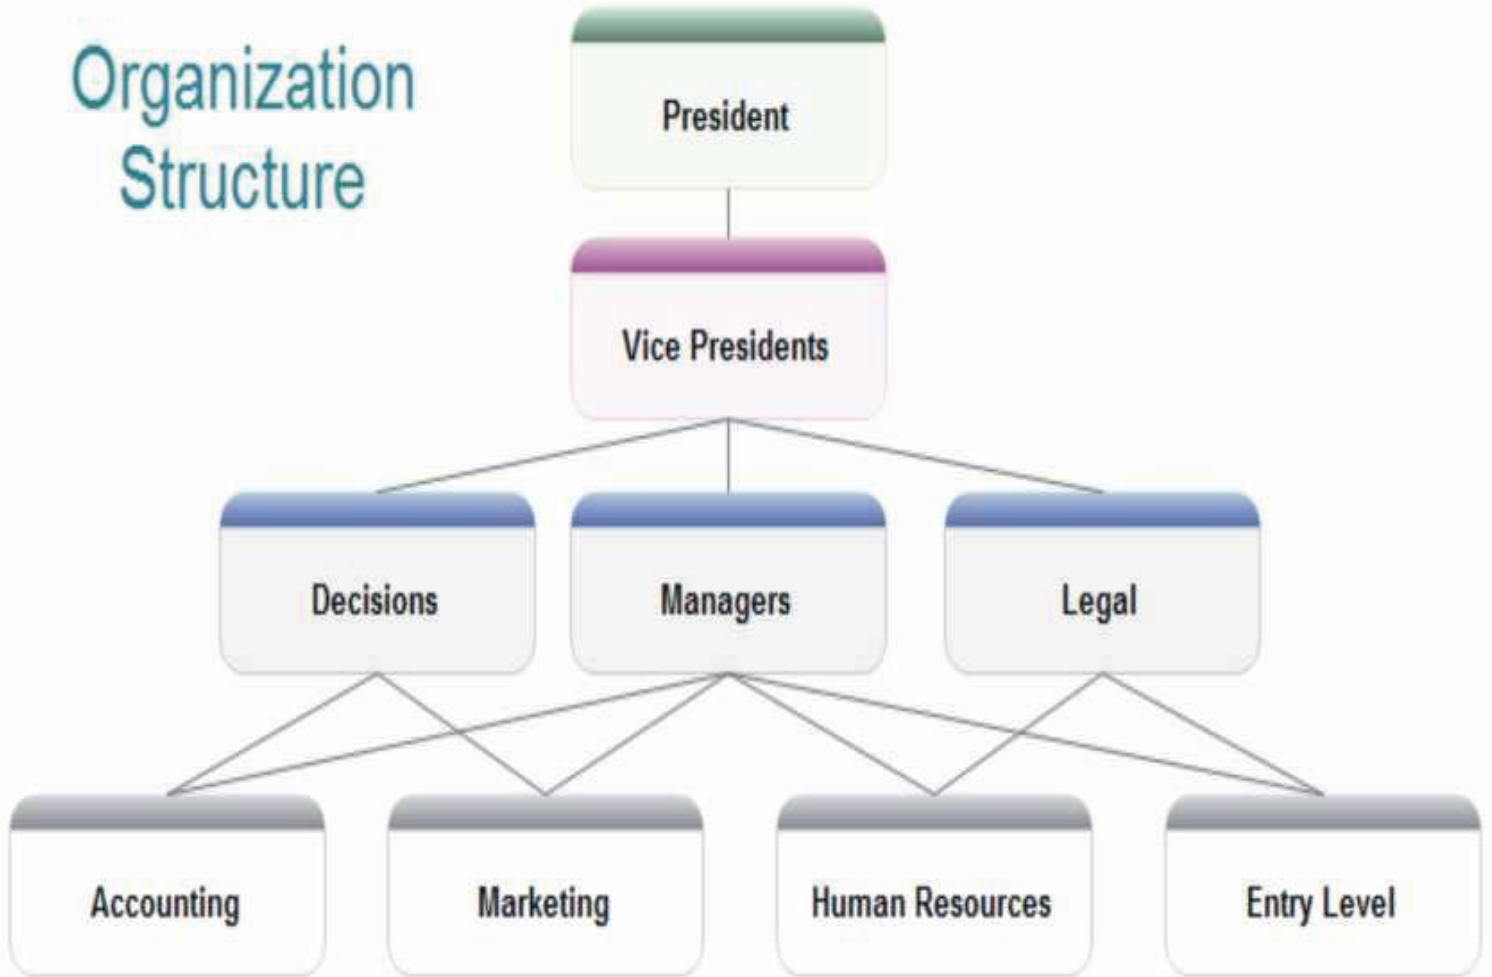 Organization
Structure
President
Vice Presidents
Decisions
Managers
Legal
Accounting
Marketing
Human Resources
Entry Level